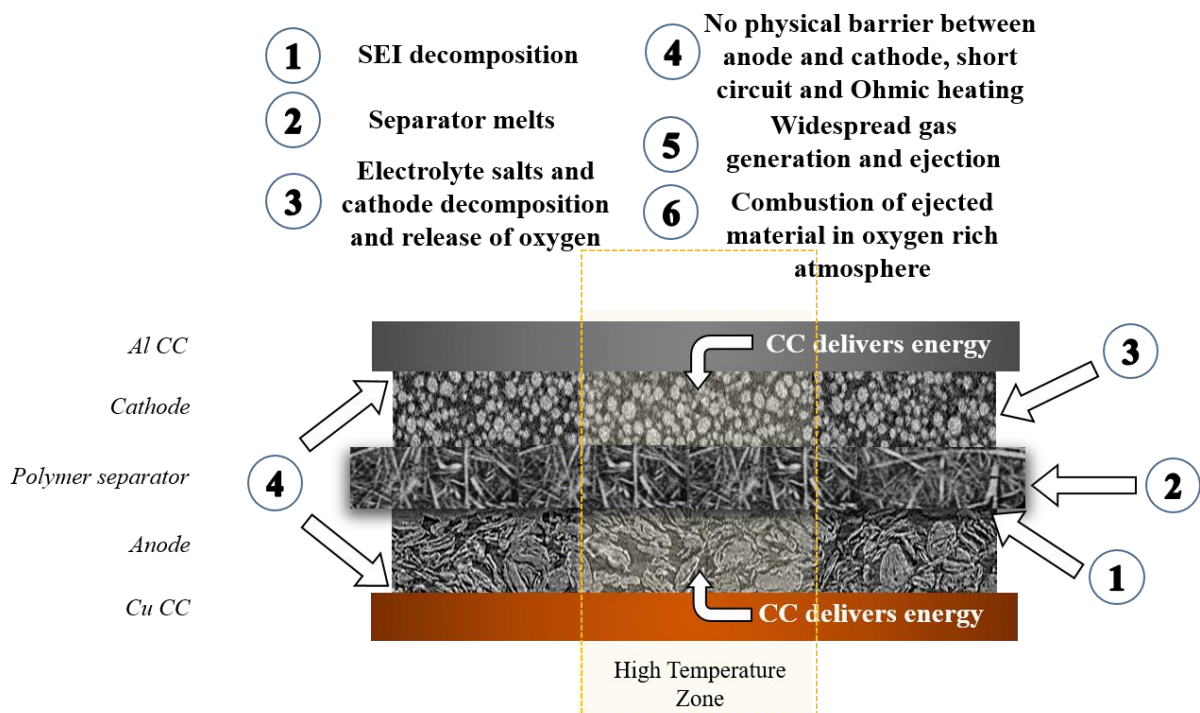 1
SEI decomposition
2
Separator melts
3
Electrolyte salts and
cathode decomposition
and release of oxygen
4
No physical barrier between
anode and cathode, short
circuit and Ohmic heating
5
Widespread gas
generation and ejection
6
Combustion of ejected
material in oxygen rich
atmosphere
Al CC
CC delivers energy
3
Cathode
Polymer separator
4
2
Anode
1
Cu CC
CC delivers energy
High Temperature
Zone